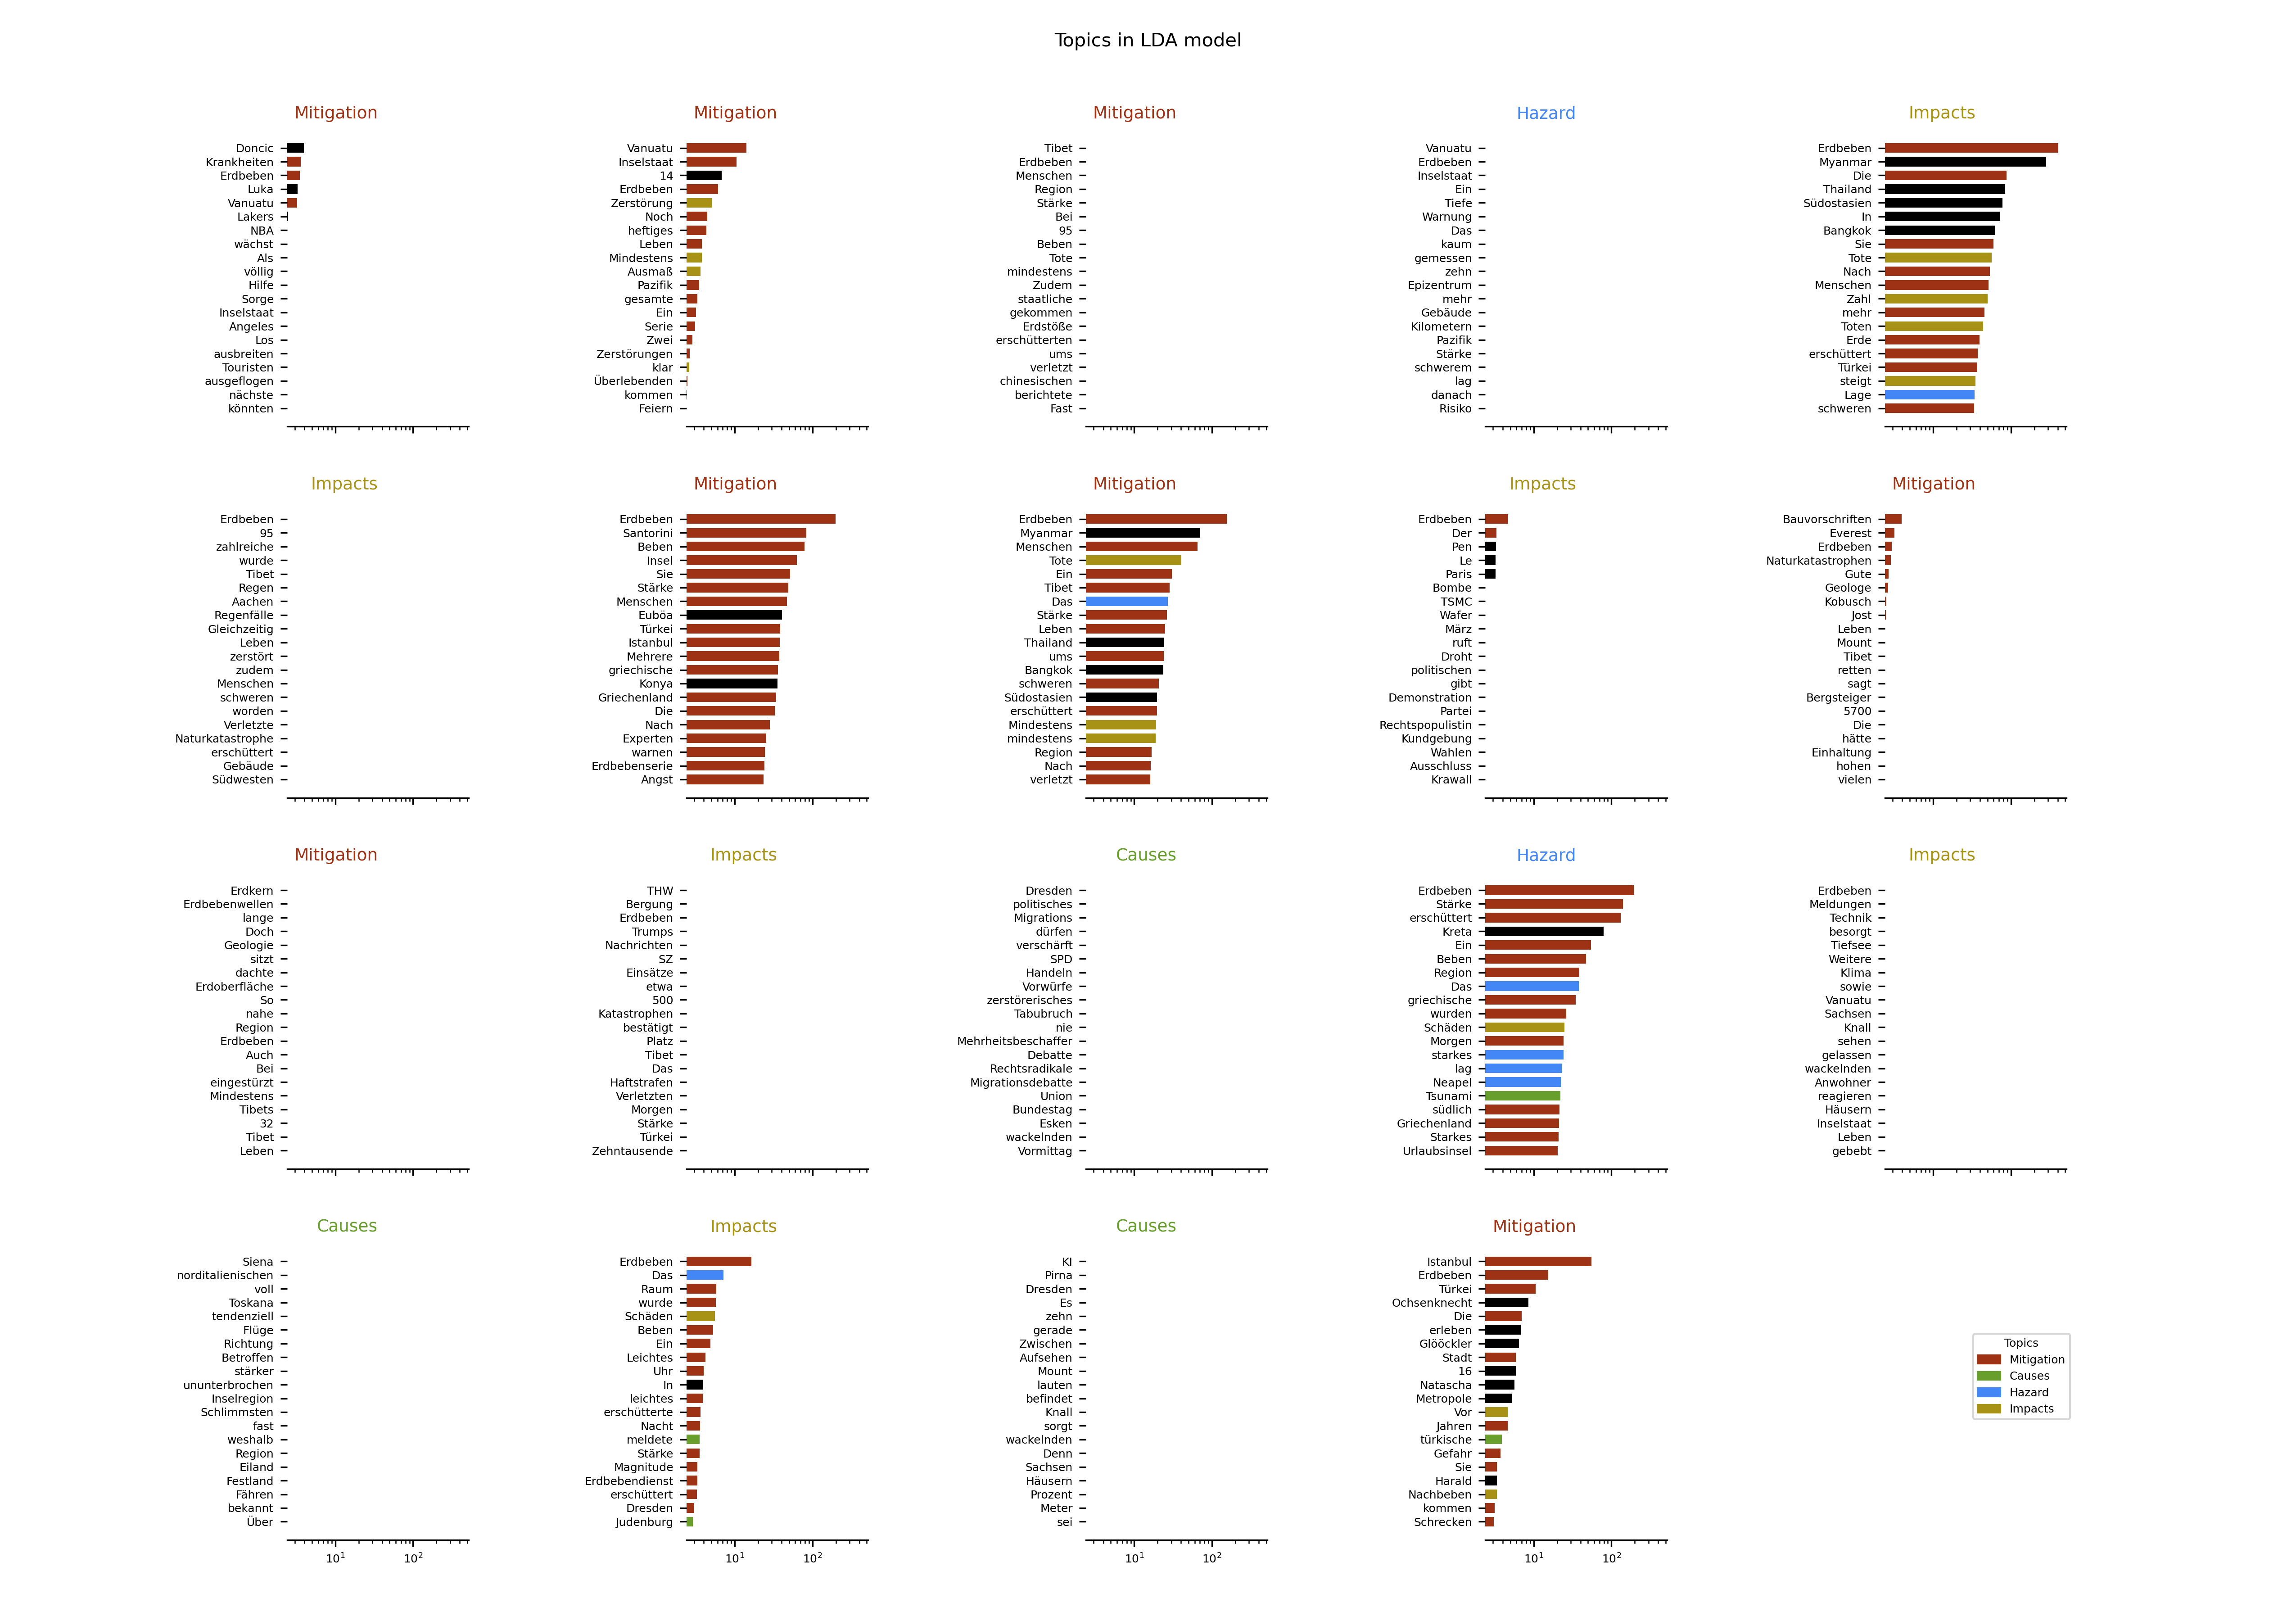 Topics in LDA model
Mitigation
Doncic
Krankheiten
Erdbeben
Luka
Vanuatu
Lakers
NBA
wächst
Als
völlig
Hilfe
Sorge
Inselstaat
Angeles
Los
ausbreiten
Touristen
ausgeflogen
nächste
könnten
Mitigation
Vanuatu
Inselstaat
14
Erdbeben
Zerstörung
Noch
heftiges
Leben
Mindestens
Ausmaß
Pazifik
gesamte
Ein
Serie
Zwei
Zerstörungen
klar
Überlebenden
kommen
Feiern
Mitigation
Tibet
Erdbeben
Menschen
Region
Stärke
Bei
95
Beben
Tote
mindestens
Zudem
staatliche
gekommen
Erdstöße
erschütterten
ums
verletzt
chinesischen
berichtete
Fast
Hazard
Vanuatu
Erdbeben
Inselstaat
Ein
Tiefe
Warnung
Das
kaum
gemessen
zehn
Epizentrum
mehr
Gebäude
Kilometern
Pazifik
Stärke
schwerem
lag
danach
Risiko
Impacts
Erdbeben
Myanmar
Die
Thailand
Südostasien
In
Bangkok
Sie
Tote
Nach
Menschen
Zahl
mehr
Toten
Erde
erschüttert
Türkei
steigt
Lage
schweren
Impacts
Erdbeben
95
zahlreiche
wurde
Tibet
Regen
Aachen
Regenfälle
Gleichzeitig
Leben
zerstört
zudem
Menschen
schweren
worden
Verletzte
Naturkatastrophe
erschüttert
Gebäude
Südwesten
Mitigation
Erdbeben
Santorini
Beben
Insel
Sie
Stärke
Menschen
Euböa
Türkei
Istanbul
Mehrere
griechische
Konya
Griechenland
Die
Nach
Experten
warnen
Erdbebenserie
Angst
Mitigation
Erdbeben
Myanmar
Menschen
Tote
Ein
Tibet
Das
Stärke
Leben
Thailand
ums
Bangkok
schweren
Südostasien
erschüttert
Mindestens
mindestens
Region
Nach
verletzt
Impacts
Erdbeben
Der
Pen
Le
Paris
Bombe
TSMC
Wafer
März
ruft
Droht
politischen
gibt
Demonstration
Partei
Rechtspopulistin
Kundgebung
Wahlen
Ausschluss
Krawall
Mitigation
Bauvorschriften
Everest
Erdbeben
Naturkatastrophen
Gute
Geologe
Kobusch
Jost
Leben
Mount
Tibet
retten
sagt
Bergsteiger
5700
Die
hätte
Einhaltung
hohen
vielen
Mitigation
Erdkern
Erdbebenwellen
lange
Doch
Geologie
sitzt
dachte
Erdoberfläche
So
nahe
Region
Erdbeben
Auch
Bei
eingestürzt
Mindestens
Tibets
32
Tibet
Leben
Impacts
THW
Bergung
Erdbeben
Trumps
Nachrichten
SZ
Einsätze
etwa
500
Katastrophen
bestätigt
Platz
Tibet
Das
Haftstrafen
Verletzten
Morgen
Stärke
Türkei
Zehntausende
Causes
Dresden
politisches
Migrations
dürfen
verschärft
SPD
Handeln
Vorwürfe
zerstörerisches
Tabubruch
nie
Mehrheitsbeschaffer
Debatte
Rechtsradikale
Migrationsdebatte
Union
Bundestag
Esken
wackelnden
Vormittag
Hazard
Erdbeben
Stärke
erschüttert
Kreta
Ein
Beben
Region
Das
griechische
wurden
Schäden
Morgen
starkes
lag
Neapel
Tsunami
südlich
Griechenland
Starkes
Urlaubsinsel
Impacts
Erdbeben
Meldungen
Technik
besorgt
Tiefsee
Weitere
Klima
sowie
Vanuatu
Sachsen
Knall
sehen
gelassen
wackelnden
Anwohner
reagieren
Häusern
Inselstaat
Leben
gebebt
Causes
Siena
norditalienischen
voll
Toskana
tendenziell
Flüge
Richtung
Betroffen
stärker
ununterbrochen
Inselregion
Schlimmsten
fast
weshalb
Region
Eiland
Festland
Fähren
bekannt
Über
10¹ 10²
Impacts
Erdbeben
Das
Raum
wurde
Schäden
Beben
Ein
Leichtes
Uhr
In
leichtes
erschütterte
Nacht
meldete
Stärke
Magnitude
Erdbebendienst
erschüttert
Dresden
Judenburg
10¹ 10²
Causes
KI
Pirna
Dresden
Es
zehn
gerade
Zwischen
Aufsehen
Mount
lauten
befindet
Knall
sorgt
wackelnden
Denn
Sachsen
Häusern
Prozent
Meter
sei
10¹ 10²
Mitigation
Istanbul
Erdbeben
Türkei
Ochsenknecht
Die
erleben
Glööckler
Stadt
16
Natascha
Metropole
Vor
Jahren
türkische
Gefahr
Sie
Harald
Nachbeben
kommen
Schrecken
10¹ 10²
Topics
Mitigation
Causes
Hazard
Impacts